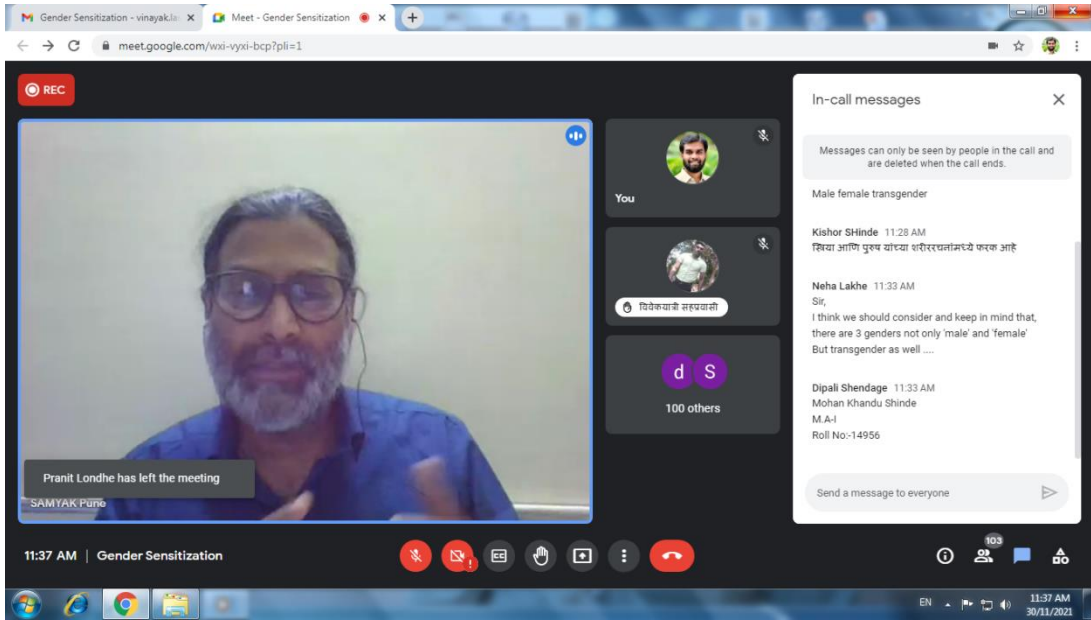 Gender Sensitization - vinayak.la
Meet - Gender Sensitization
meet.google.com/wxi-vyxi-bcp?pli=1
REC
In-call messages
Messages can only be seen by people in the call and
are deleted when the call ends.
Male female transgender
You
Kishor SHinde 11:28 AM
स्त्रिया आणि पुरुष यांच्या शरीररचनांमध्ये फरक आहे
Neha Lakhe 11:33 AM
Sir,
I think we should consider and keep in mind that,
there are 3 genders not only 'male' and 'female'
But transgender as well ....
विवेकयात्री सहप्रवासी
d S
100 others
Dipali Shendage 11:33 AM
Mohan Khandu Shinde
M.A-I
Roll No:-14956
Pranit Londhe has left the meeting
SAMYAK Pune
Send a message to everyone
11:37 AM | Gender Sensitization
CC
103
EN
11:37 AM
30/11/2021